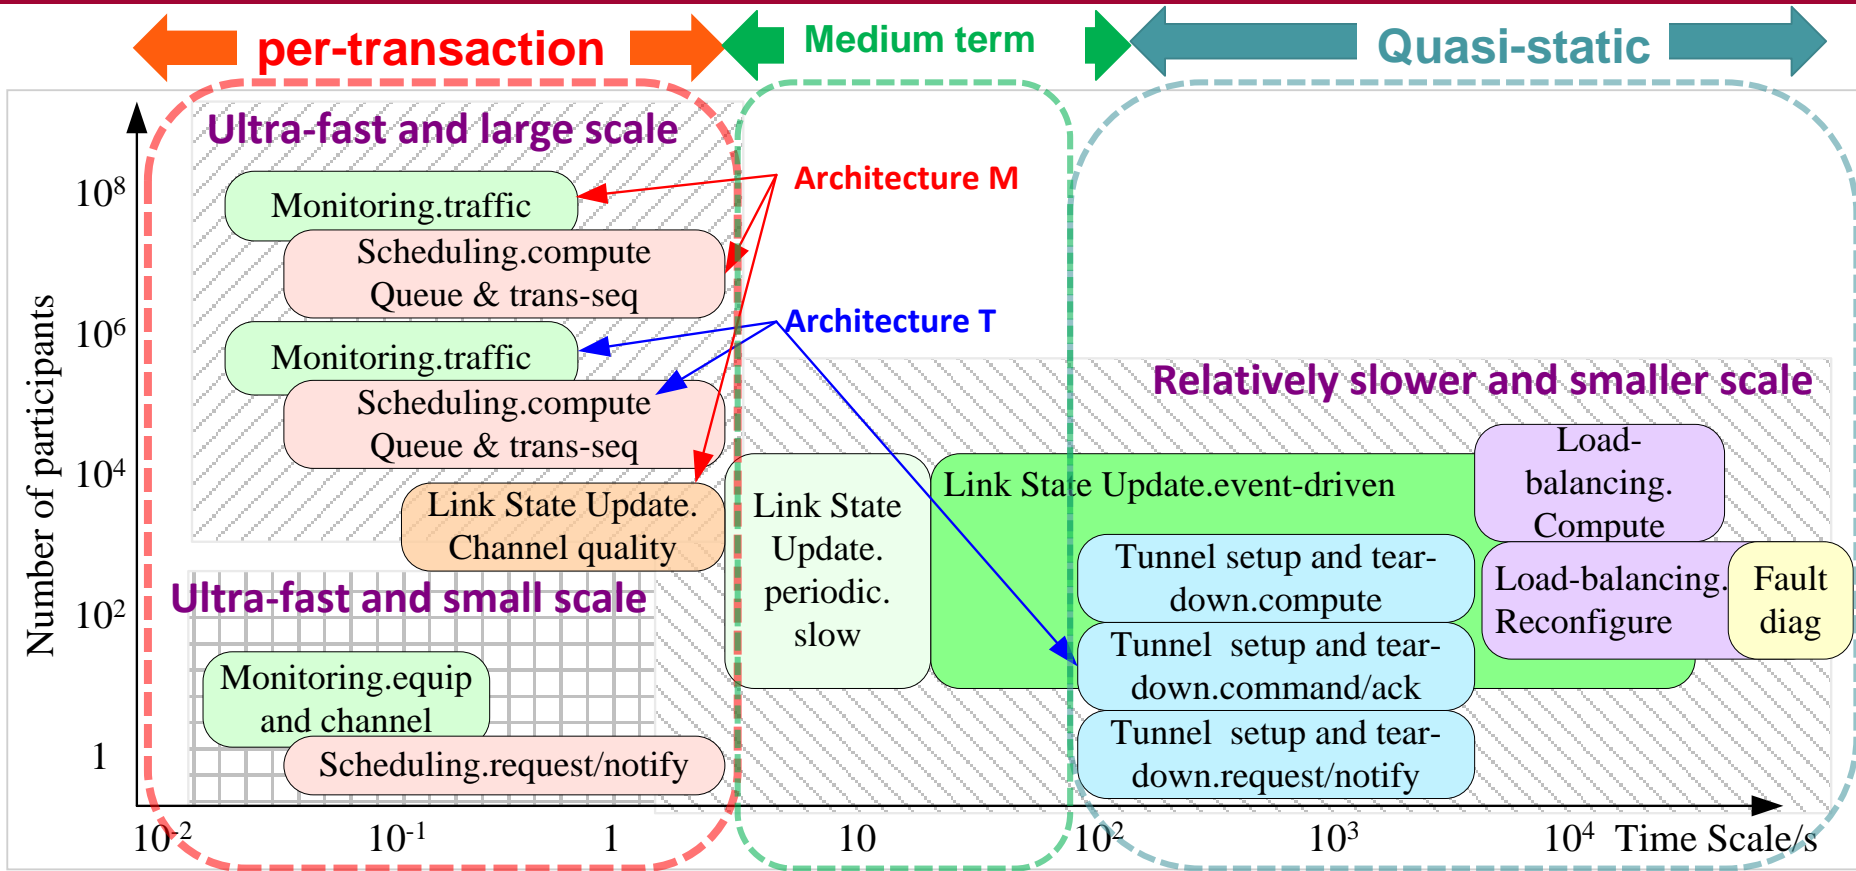 per-transaction
Medium term
Quasi-static
Ultra-fast and large scale
Architecture M
10⁸
Monitoring.traffic
Scheduling.compute
Queue & trans-seq
Architecture T
10⁶
Monitoring.traffic
Scheduling.compute
Queue & trans-seq
Relatively slower and smaller scale
Number of participants
10⁴
Link State Update.
Channel quality
Link State
Update.
periodic.
slow
Link State Update.event-driven
Load-
balancing.
Compute
Tunnel setup and tear-
down.compute
Load-balancing.
Reconfigure
Fault
diag
Ultra-fast and small scale
10²
Monitoring.equip
and channel
Tunnel setup and tear-
down.command/ack
1
Scheduling.request/notify
Tunnel setup and tear-
down.request/notify
10⁻² 10⁻¹ 1 10 10² 10³ 10⁴ Time Scale/s